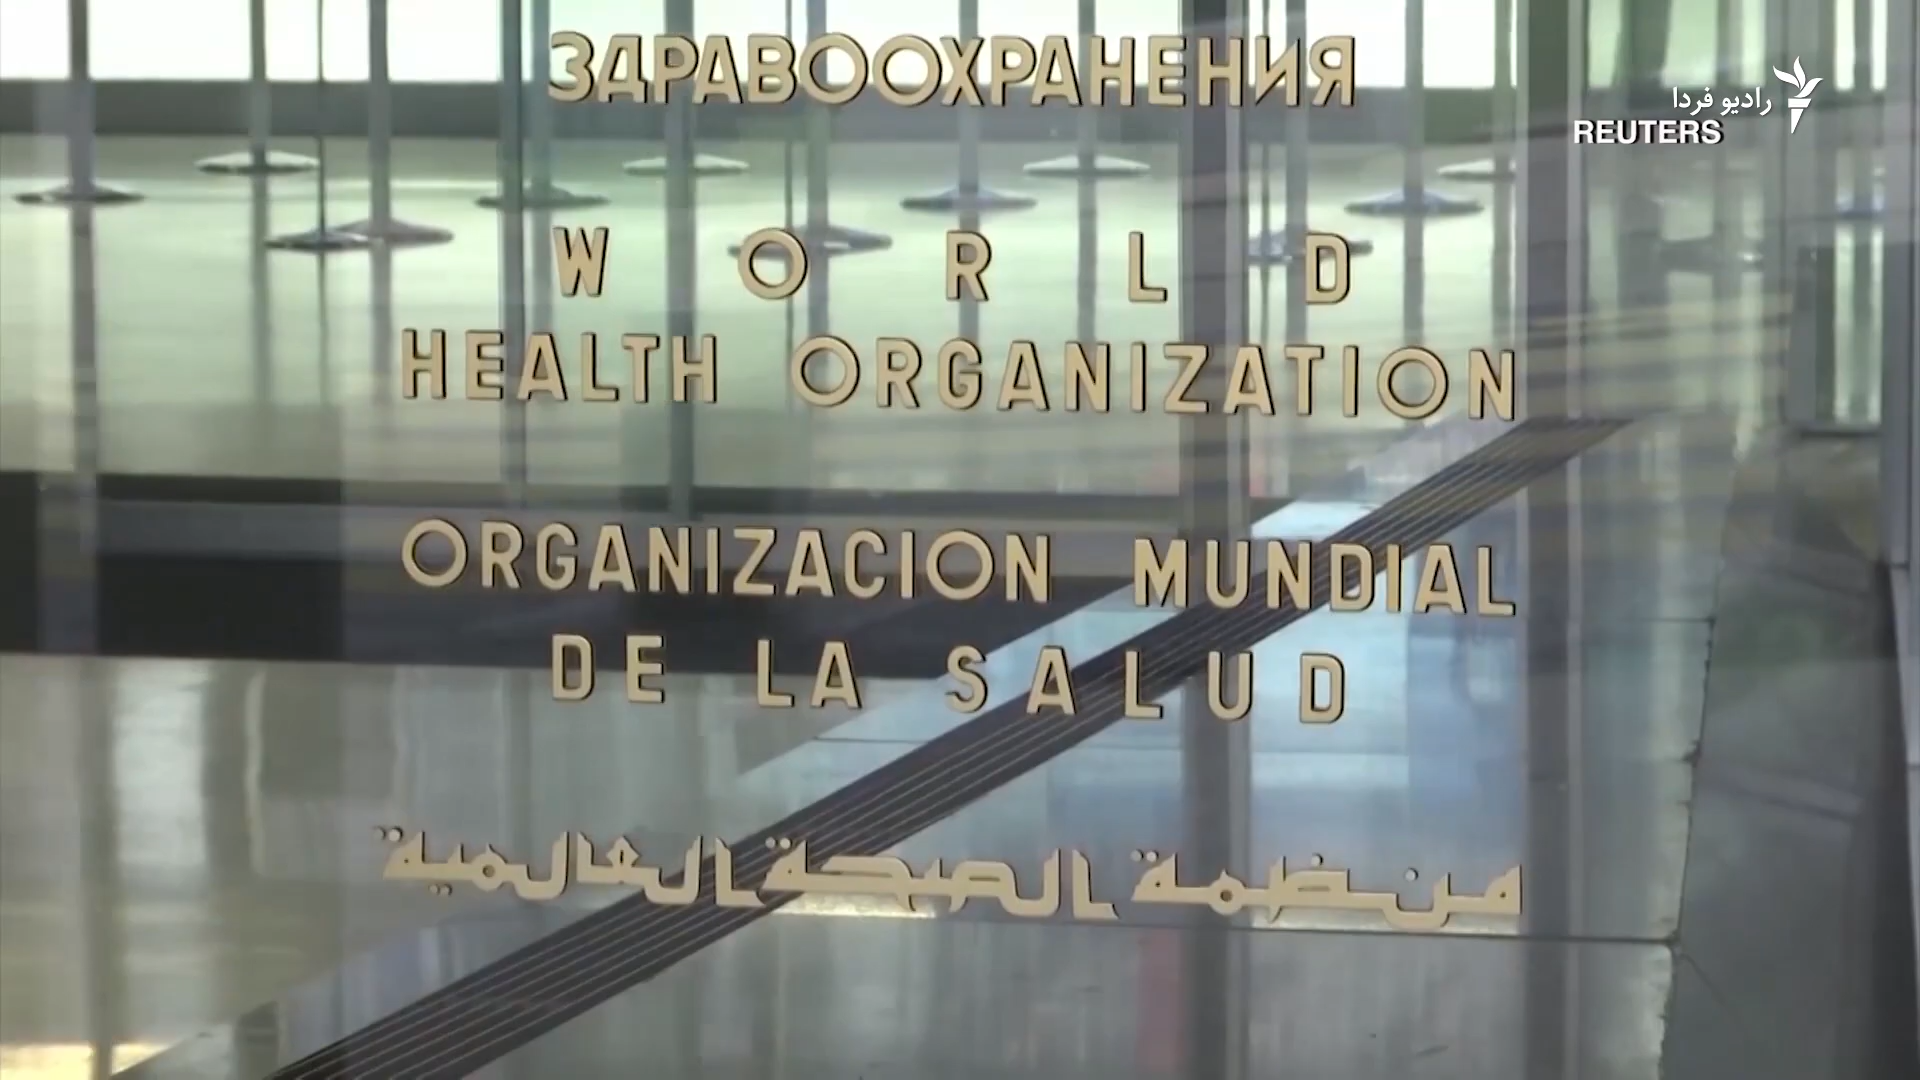 ЗДРАВООХРАНЕНИЯ
رادیو فردا
REUTERS
WORLD
HEALTH ORGANIZATION
ORGANIZACION MUNDIAL
DE LA SALUD
منظمة الصحة العالمية